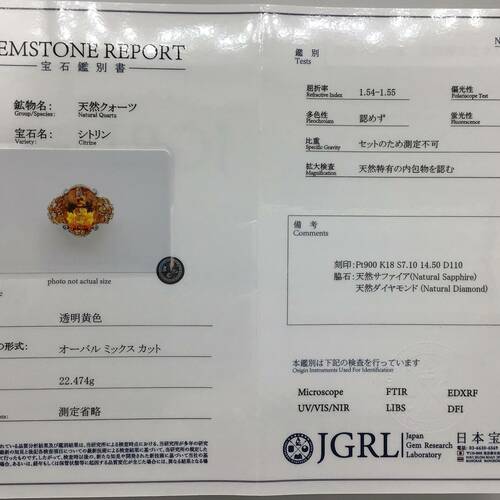 EMSTONE REPORT
宝石鑑別書
鉱物名: 天然クォーツ
Group/Species: Natural Quartz
宝石名: シトリン
Variety: Citrine
photo not actual size
透明黄色
の形式: オーバル ミックス カット
22.474g
測定省略
鑑別
Tests
屈折率 1.54-1.55 偏光性
Refractive Index Polariscope Test
多色性 認めず 蛍光性
Pleochroism Fluorescence
比重 セットのため測定不可
Specific Gravity
拡大検査 天然特有の内包物を認む
Magnification
備考
Comments
刻印:Pt900 K18 S7.10 14.50 D110
脇石:天然サファイア(Natural Sapphire)
天然ダイヤモンド(Natural Diamond)
本鑑別は下記の検査を行っています
Origin Instruments Used For Identification
Microscope FTIR EDXRF
UV/VIS/NIR LIBS DFI
JGRL
Japan
Gem Research
Laboratory
日本宝